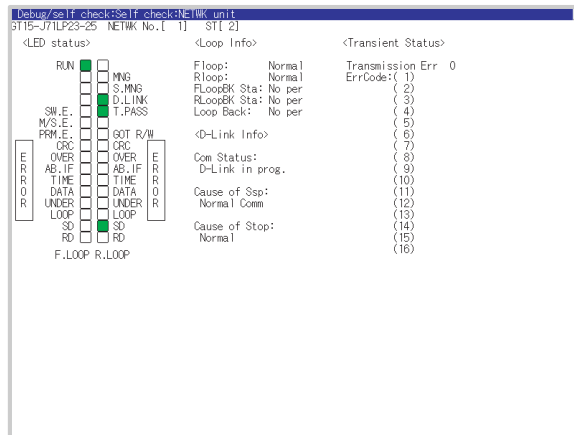 Debug/self check:Self check:NETWK unit
GT15-J71LP23-25 NETWK No.[ 1] ST[ 2]
<LED status> <Loop Info> <Transient Status>
RUN Floop: Normal Transmission Err 0
MNG Rloop: Normal ErrCode:( 1)
S.MNG FLoopBK Sta: No per ( 2)
D.LINK RLoopBK Sta: No per ( 3)
SW.E. T.PASS Loop Back: No per ( 4)
M/S.E. ( 5)
PRM.E. GOT R/W <D-Link Info> ( 6)
CRC CRC ( 7)
E OVER OVER E Com Status: ( 8)
R AB.IF AB.IF R D-Link in prog. ( 9)
R TIME TIME R (10)
O DATA DATA O Cause of Ssp: (11)
R UNDER UNDER R Normal Comm (12)
LOOP LOOP (13)
SD SD Cause of Stop: (14)
RD RD Normal (15)
(16)
F.LOOP R.LOOP